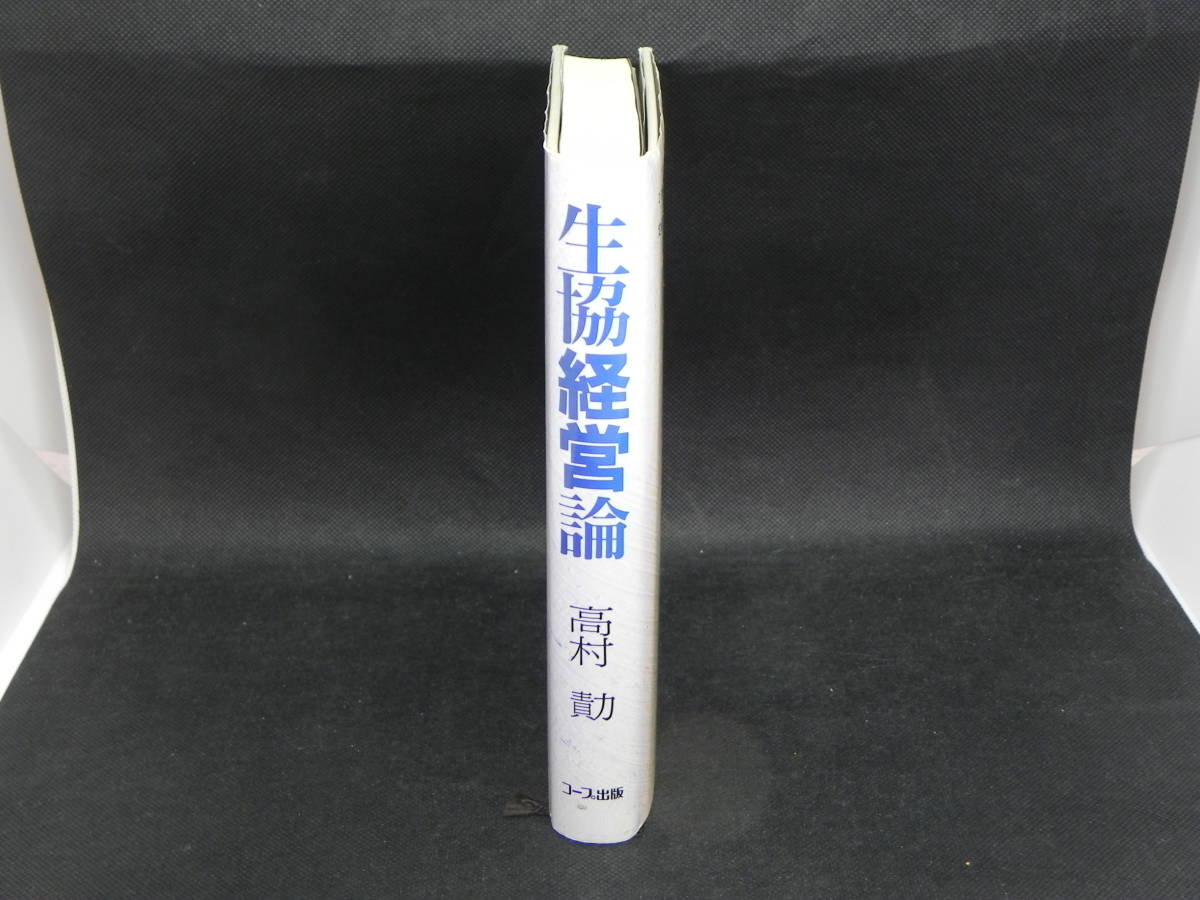 生協経営論
高村 勣
コープ出版